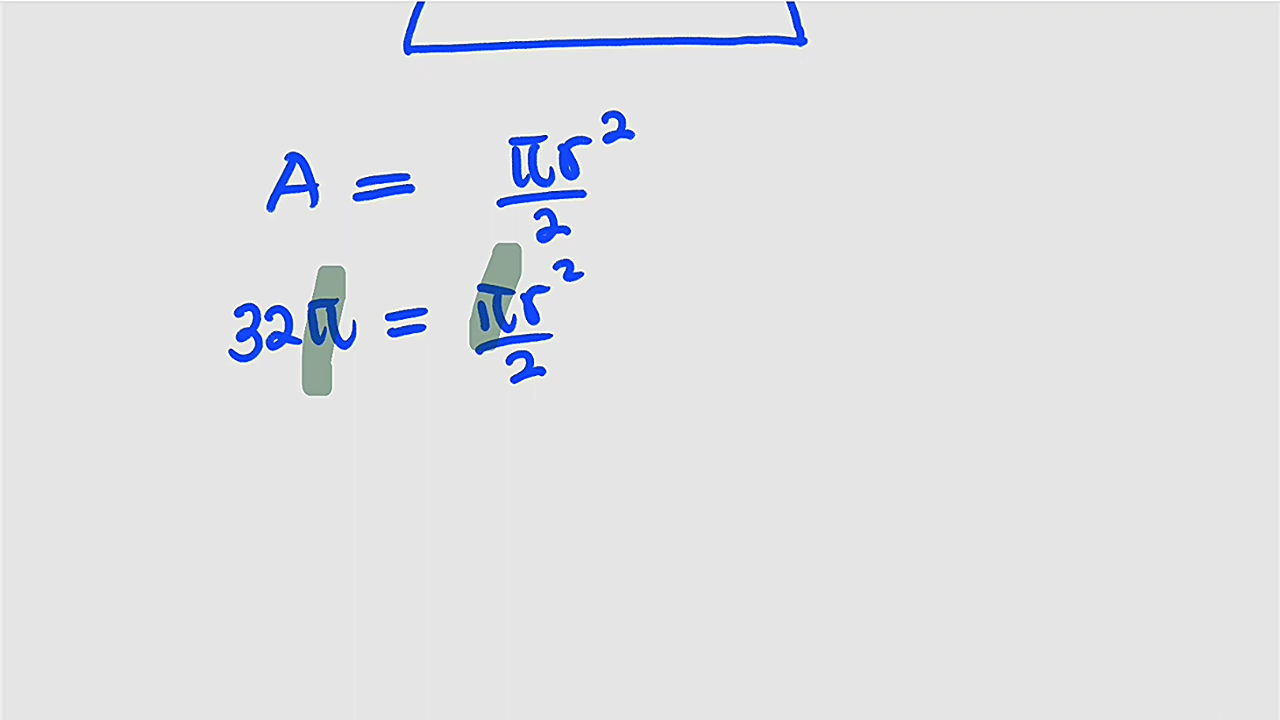 A = πr²/2
32π = πr²/2